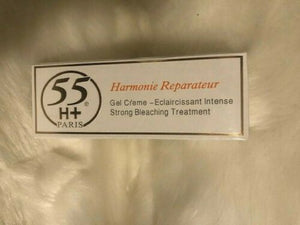 55
H+
PARIS
Harmonie Reparateur
Gel Creme -Eclaircissant Intense
Strong Bleaching Treatment